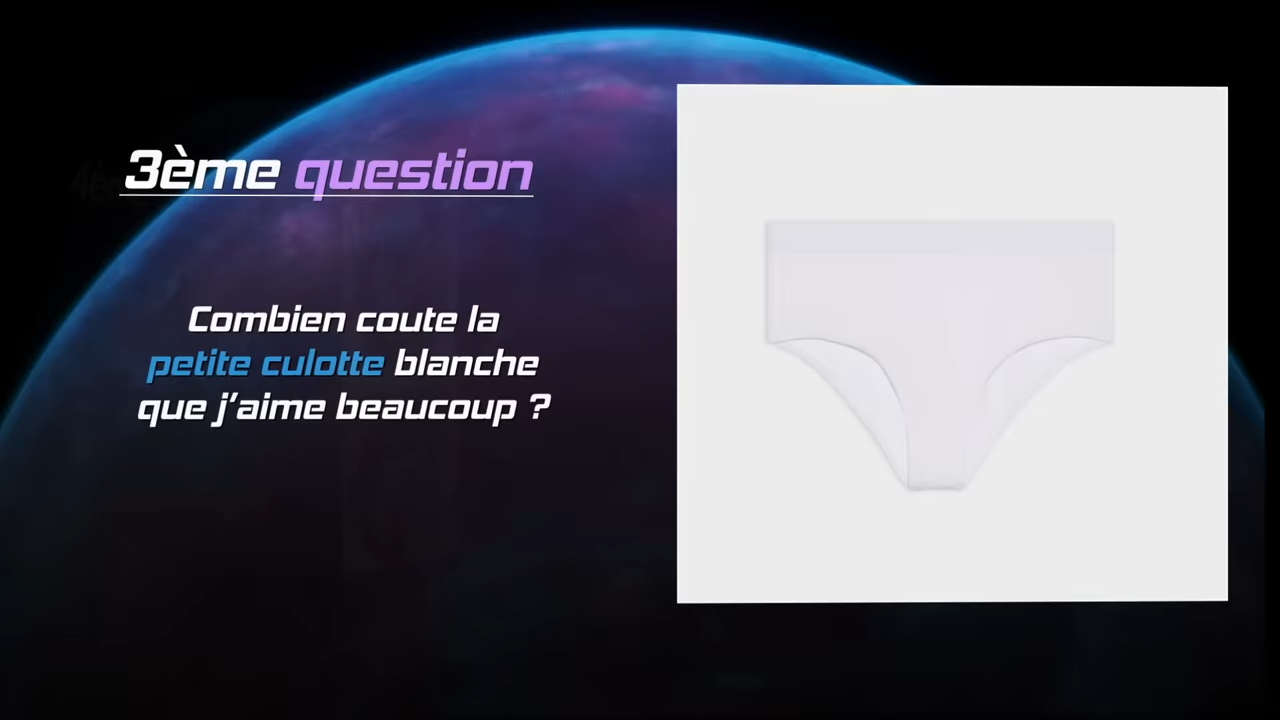 3ème question
Combien coute la
petite culotte blanche
que j'aime beaucoup ?